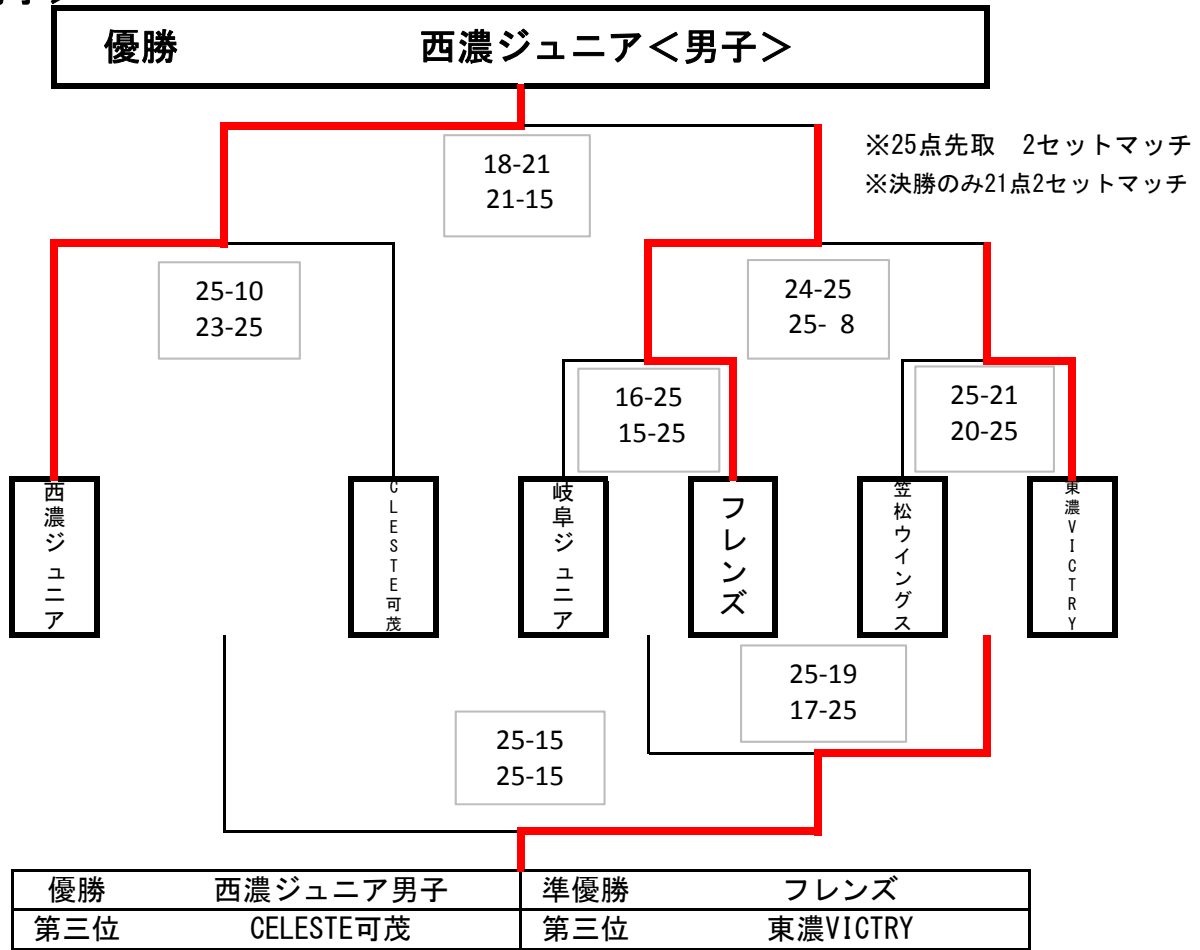 優勝 西濃ジュニア＜男子＞
※25点先取 2セットマッチ
※決勝のみ21点2セットマッチ
18-21
21-15
25-10
23-25
24-25
25- 8
16-25
15-25
25-21
20-25
西濃ジュニア
CLESTE可茂
岐阜ジュニア
フレンズ
笠松ウイングス
東濃VICTRY
25-19
17-25
25-15
25-15
優勝 西濃ジュニア男子 準優勝 フレンズ
第三位 CELESTE可茂 第三位 東濃VICTRY